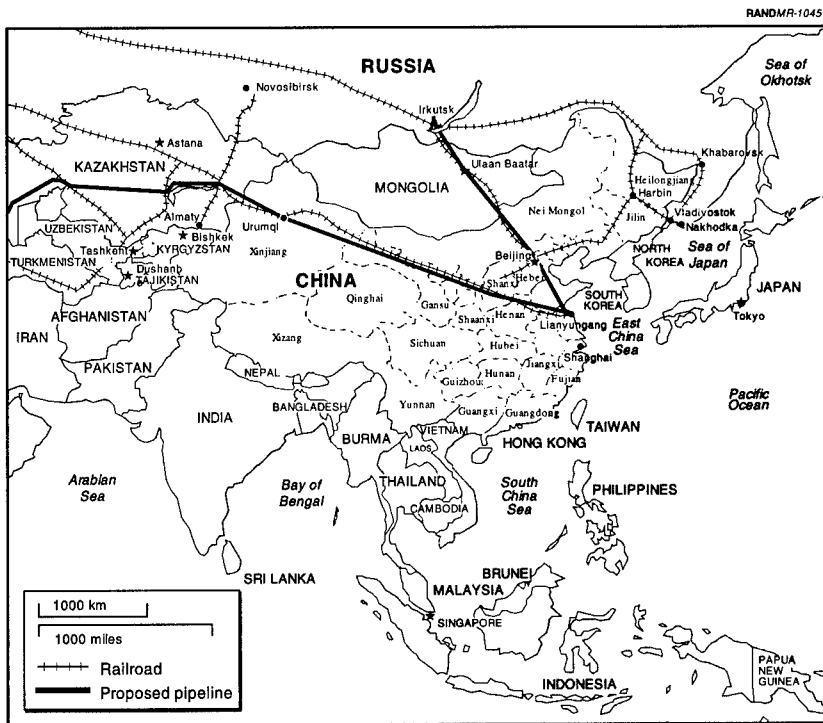 RANDMR-1045
RUSSIA
Sea of
Okhotsk
Novosibirsk
Irkutsk
Astana
Khabarovsk
KAZAKHSTAN
Ulaan Baatar
Heilongjiang
MONGOLIA
Harbin
Nei Mongol
Jilin
Vladivostok
Nakhodka
UZBEKISTAN
Almaty
Urumqi
Bishkek
Tashkent
KYRGYZSTAN
Xinjiang
Beijing
NORTH
KOREA
Sea of
Japan
TURKMENISTAN
Dushanb
TAJIKISTAN
Hebei
CHINA
Shanxi
Qinghai
Gansu
SOUTH
KOREA
JAPAN
AFGHANISTAN
Shaanxi
Henan
Lianyungang
Tokyo
IRAN
East
China
Sea
Xizang
Sichuan
Hubei
Shanghai
PAKISTAN
NEPAL
Jiangxi
Hunan
Guizhou
Fujian
Pacific
Ocean
INDIA
BANGLADESH
Yunnan
Guangxi
Guangdong
TAIWAN
BURMA
VIETNAM
HONG KONG
LAOS
Arabian
Sea
Bay of
Bengal
THAILAND
South
China
Sea
PHILIPPINES
CAMBODIA
SRI LANKA
BRUNEI
MALAYSIA
SINGAPORE
INDONESIA
PAPUA
NEW
GUINEA
1000 km
1000 miles
Railroad
Proposed pipeline